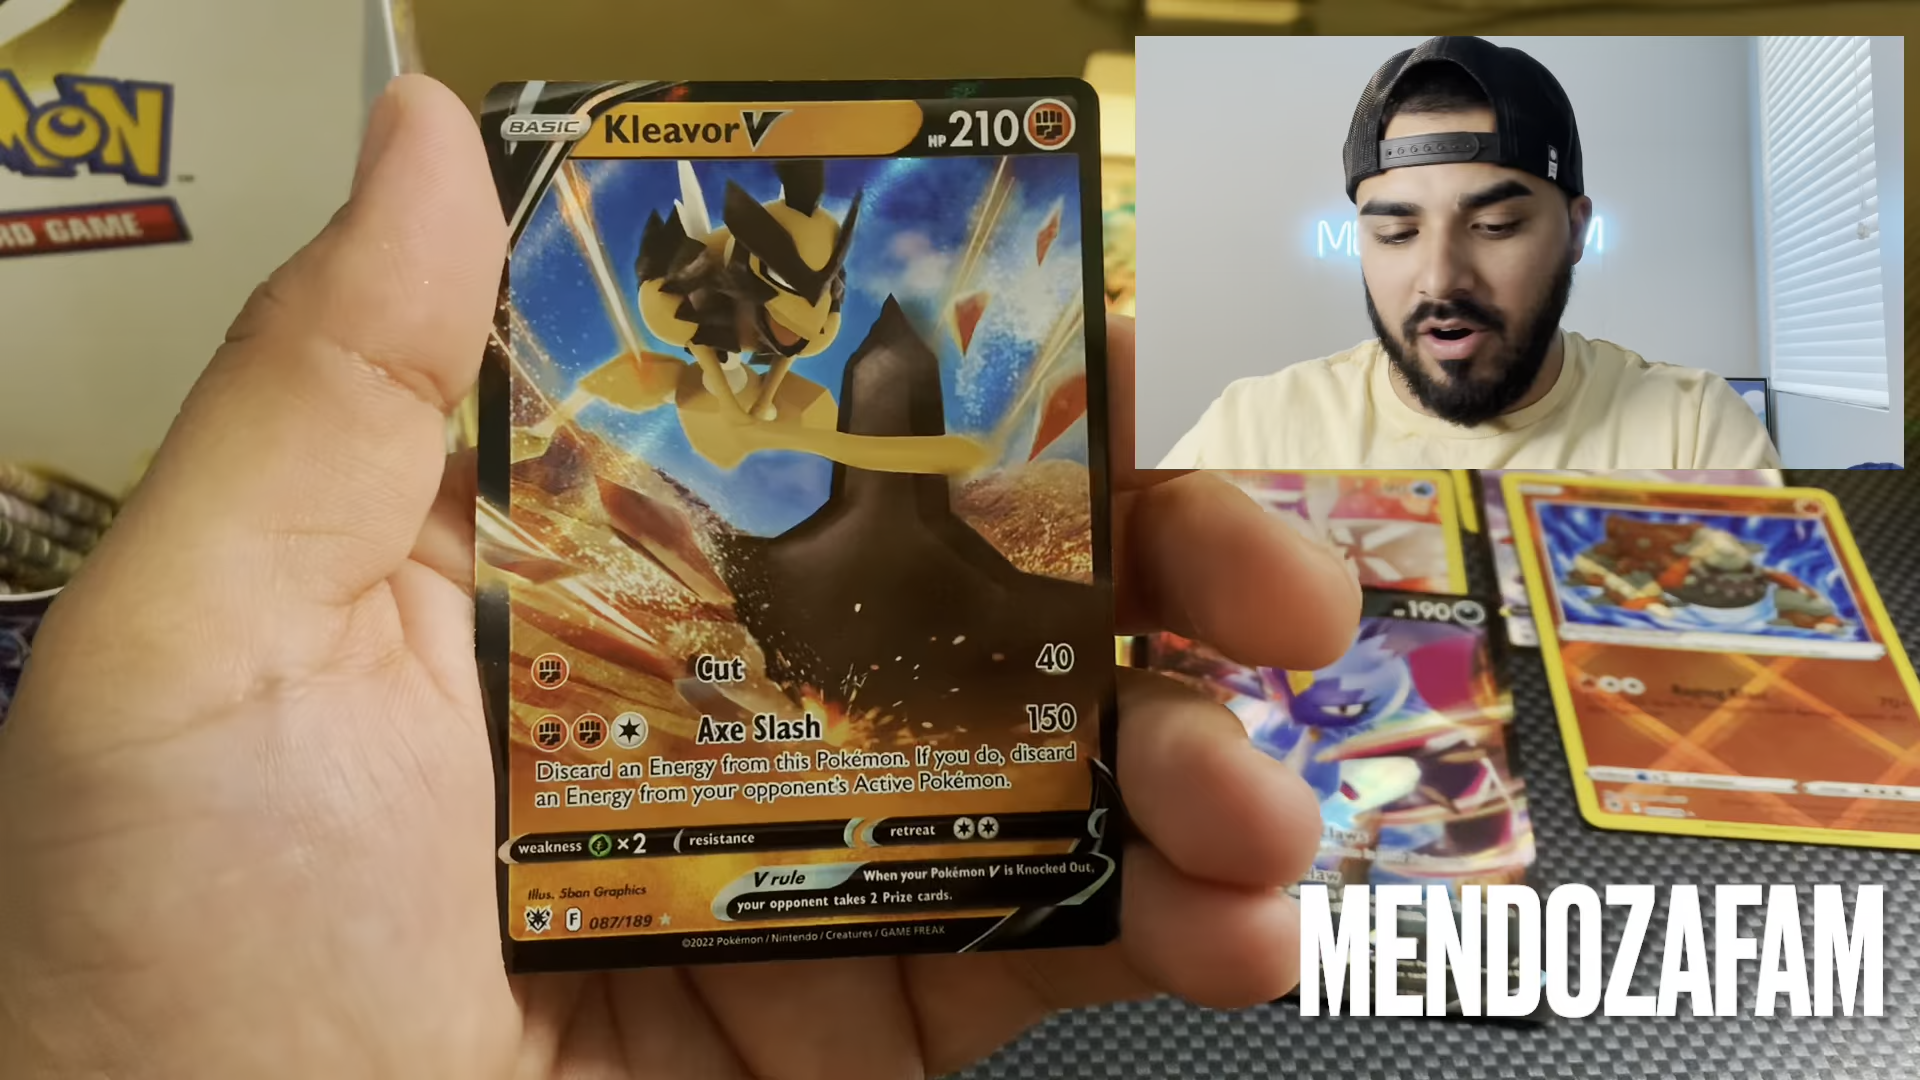 MON
RD GAME
BASIC
Kleavor V
HP 210
Cut 40
Axe Slash 150
Discard an Energy from this Pokémon. If you do, discard
an Energy from your opponent's Active Pokémon.
weakness ×2 resistance retreat
V rule When your Pokémon V is Knocked Out,
your opponent takes 2 Prize cards.
Illus. 5ban Graphics
F 087/189
©2022 Pokémon / Nintendo / Creatures / GAME FREAK
M
M
190
70
MENDOZAFAM